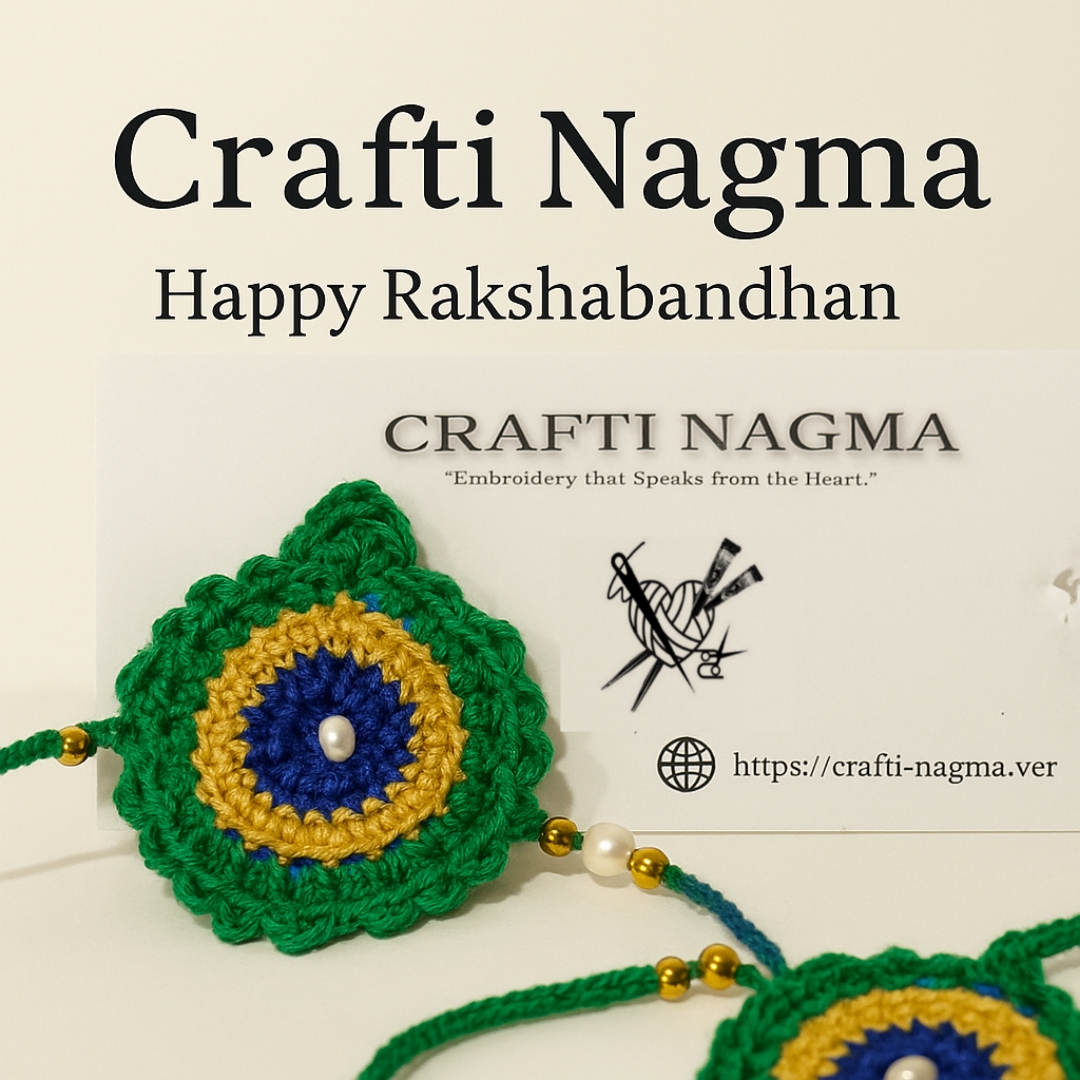 Crafti Nagma
Happy Rakshabandhan
CRAFTI NAGMA
“Embroidery that Speaks from the Heart.”
https://crafti-nagma.ver